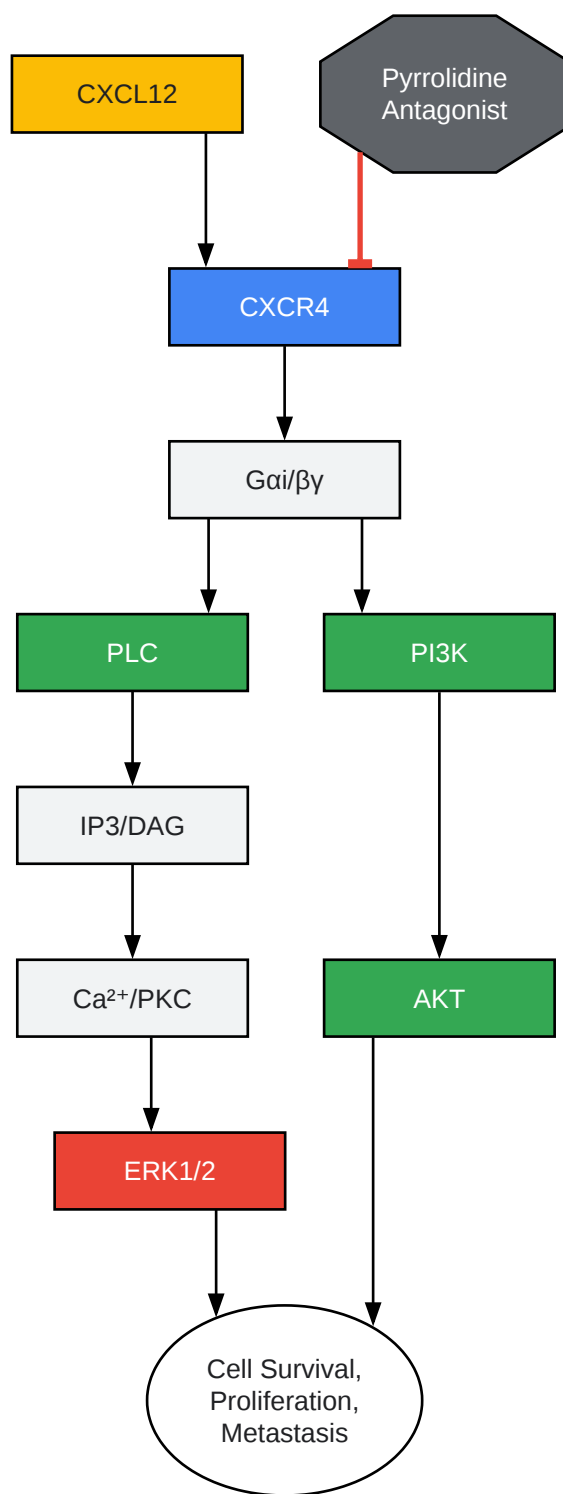 CXCL12
Pyrrolidine
Antagonist
CXCR4
Gαi/βγ
PLC
PI3K
IP3/DAG
Ca²⁺/PKC
AKT
ERK1/2
Cell Survival,
Proliferation,
Metastasis